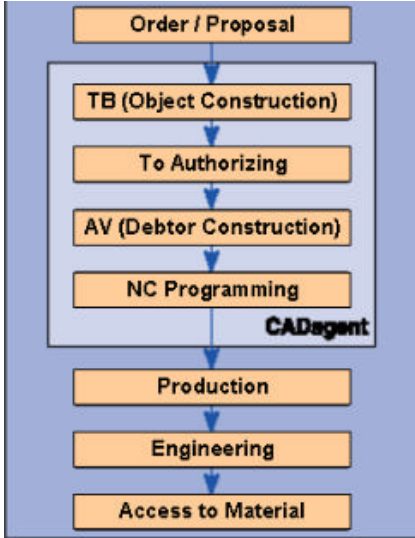 Order / Proposal
TB (Object Construction)
To Authorizing
AV (Debtor Construction)
NC Programming
CADagent
Production
Engineering
Access to Material